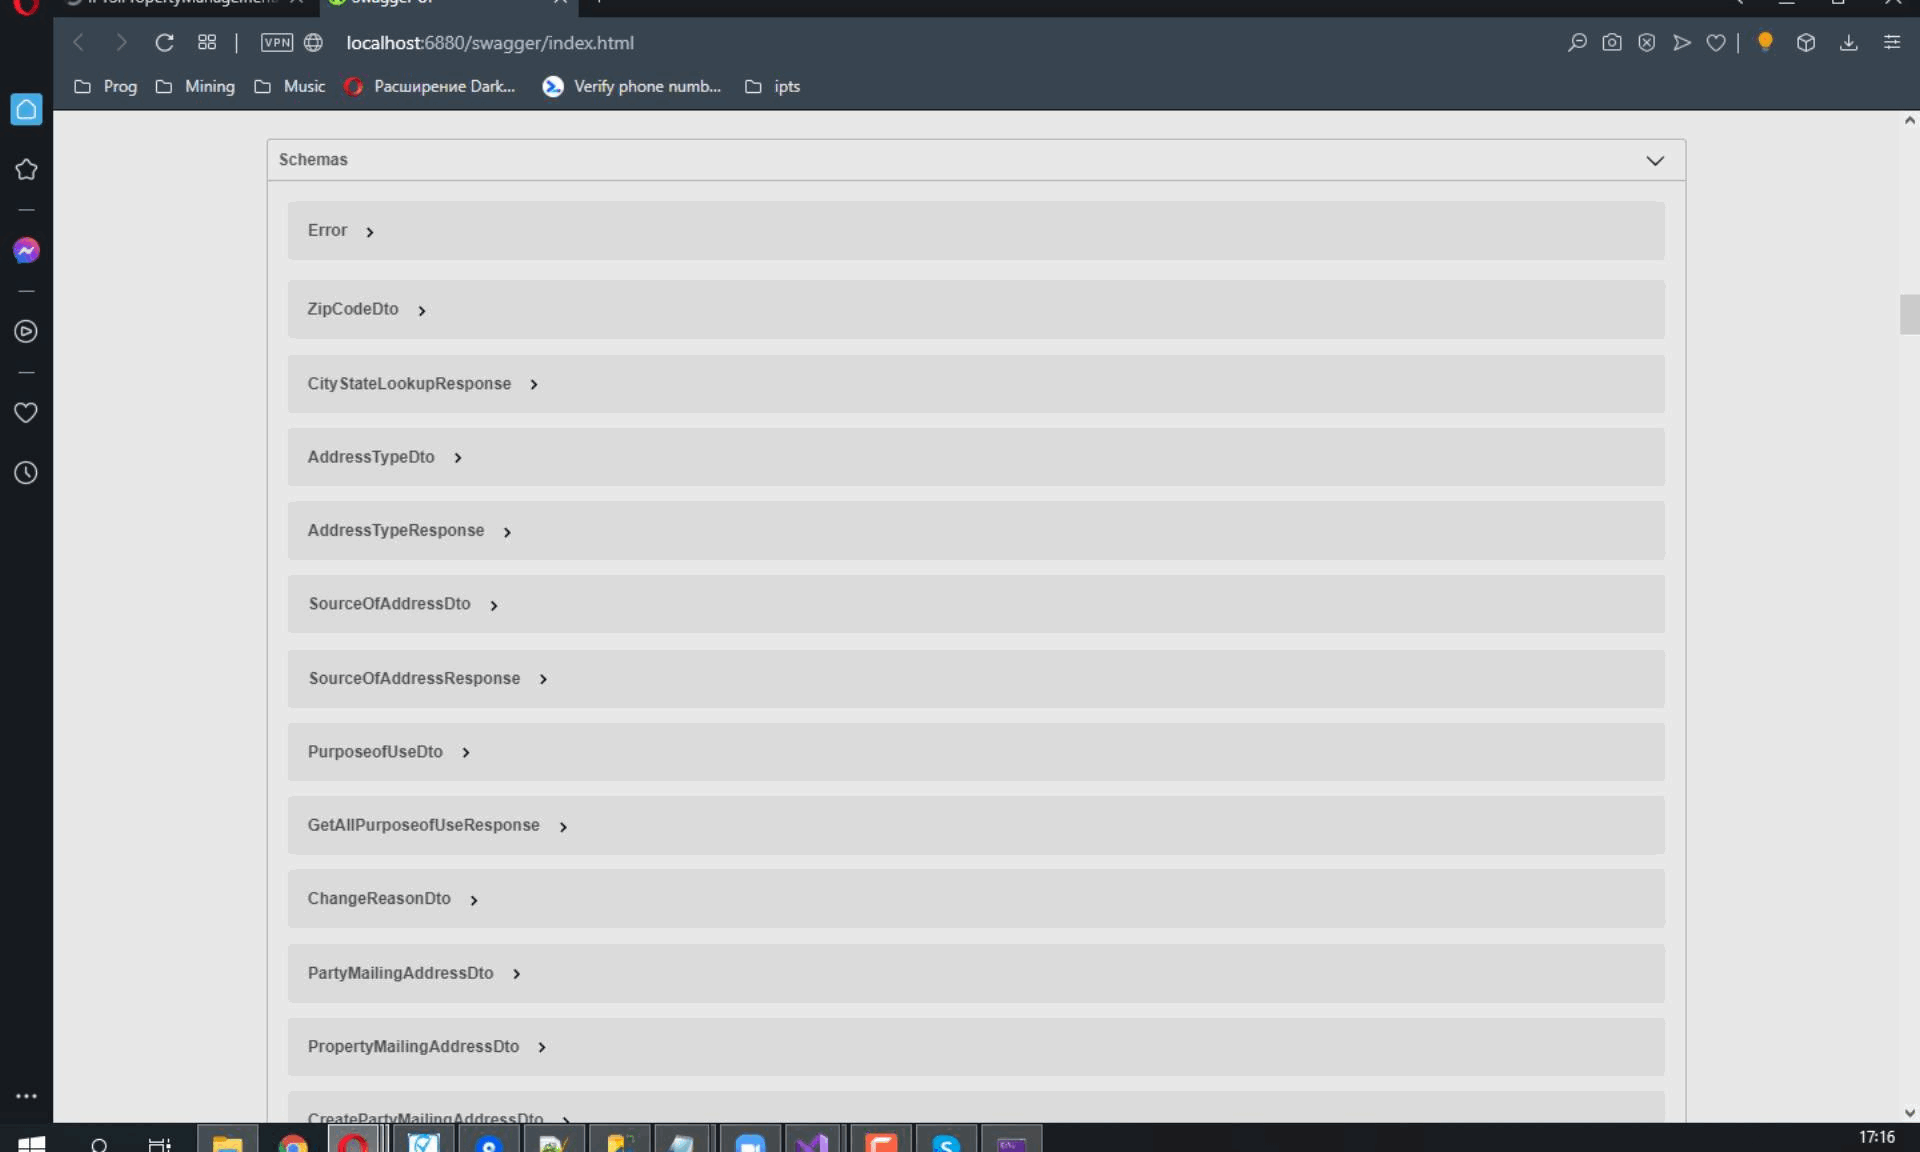 Swagger UI
VPN
localhost:6880/swagger/index.html
Prog
Mining
Music
Расширение Dark...
Verify phone numb...
ipts
Schemas
Error
ZipCodeDto
CityStateLookupResponse
AddressTypeDto
AddressTypeResponse
SourceOfAddressDto
SourceOfAddressResponse
PurposeofUseDto
GetAllPurposeofUseResponse
ChangeReasonDto
PartyMailingAddressDto
PropertyMailingAddressDto
CreatePartyMailingAddressDto
17:16